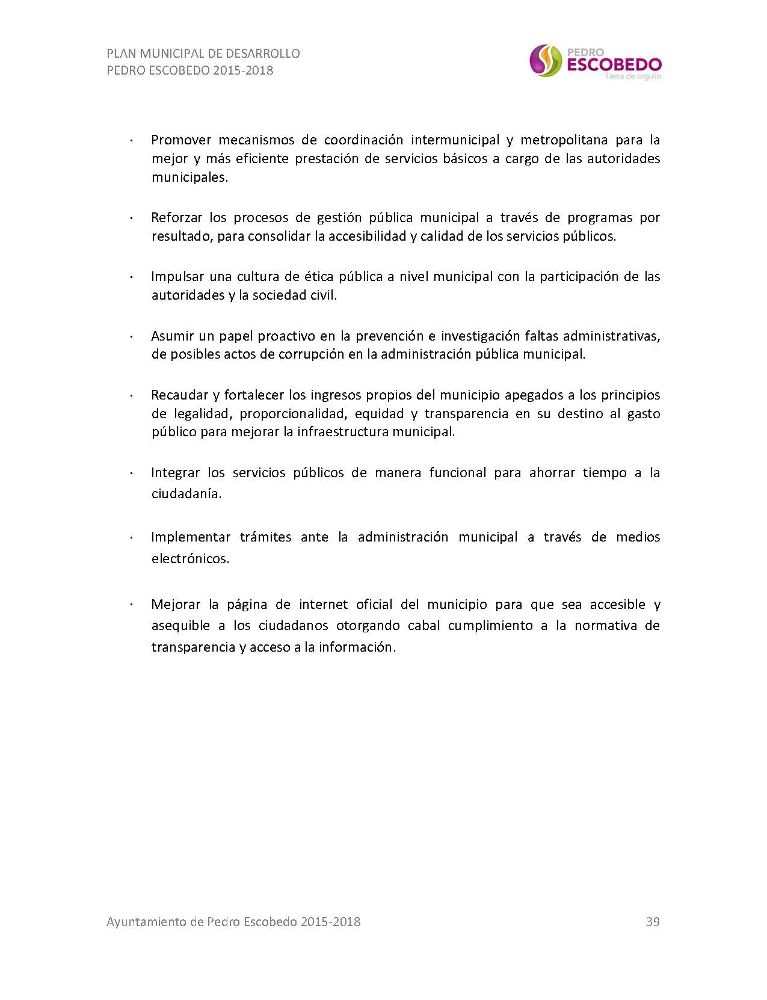 PLAN MUNICIPAL DE DESARROLLO
PEDRO ESCOBEDO 2015-2018
PEDRO
ESCOBEDO
Tierra de orgullo
· Promover mecanismos de coordinación intermunicipal y metropolitana para la
mejor y más eficiente prestación de servicios básicos a cargo de las autoridades
municipales.
· Reforzar los procesos de gestión pública municipal a través de programas por
resultado, para consolidar la accesibilidad y calidad de los servicios públicos.
· Impulsar una cultura de ética pública a nivel municipal con la participación de las
autoridades y la sociedad civil.
· Asumir un papel proactivo en la prevención e investigación faltas administrativas,
de posibles actos de corrupción en la administración pública municipal.
· Recaudar y fortalecer los ingresos propios del municipio apegados a los principios
de legalidad, proporcionalidad, equidad y transparencia en su destino al gasto
público para mejorar la infraestructura municipal.
· Integrar los servicios públicos de manera funcional para ahorrar tiempo a la
ciudadanía.
· Implementar trámites ante la administración municipal a través de medios
electrónicos.
· Mejorar la página de internet oficial del municipio para que sea accesible y
asequible a los ciudadanos otorgando cabal cumplimiento a la normativa de
transparencia y acceso a la información.
Ayuntamiento de Pedro Escobedo 2015-2018 39